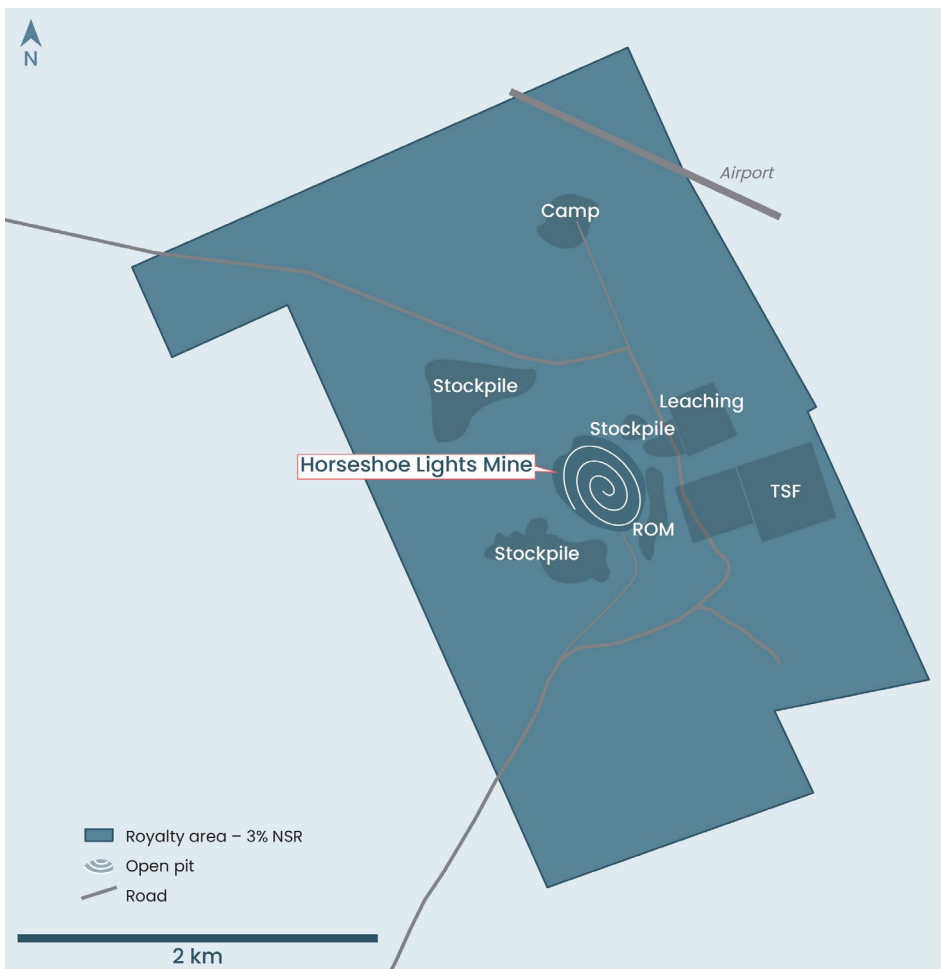 N
Airport
Camp
Stockpile
Leaching
Stockpile
Horseshoe Lights Mine
TSF
ROM
Stockpile
Royalty area – 3% NSR
Open pit
Road
2 km